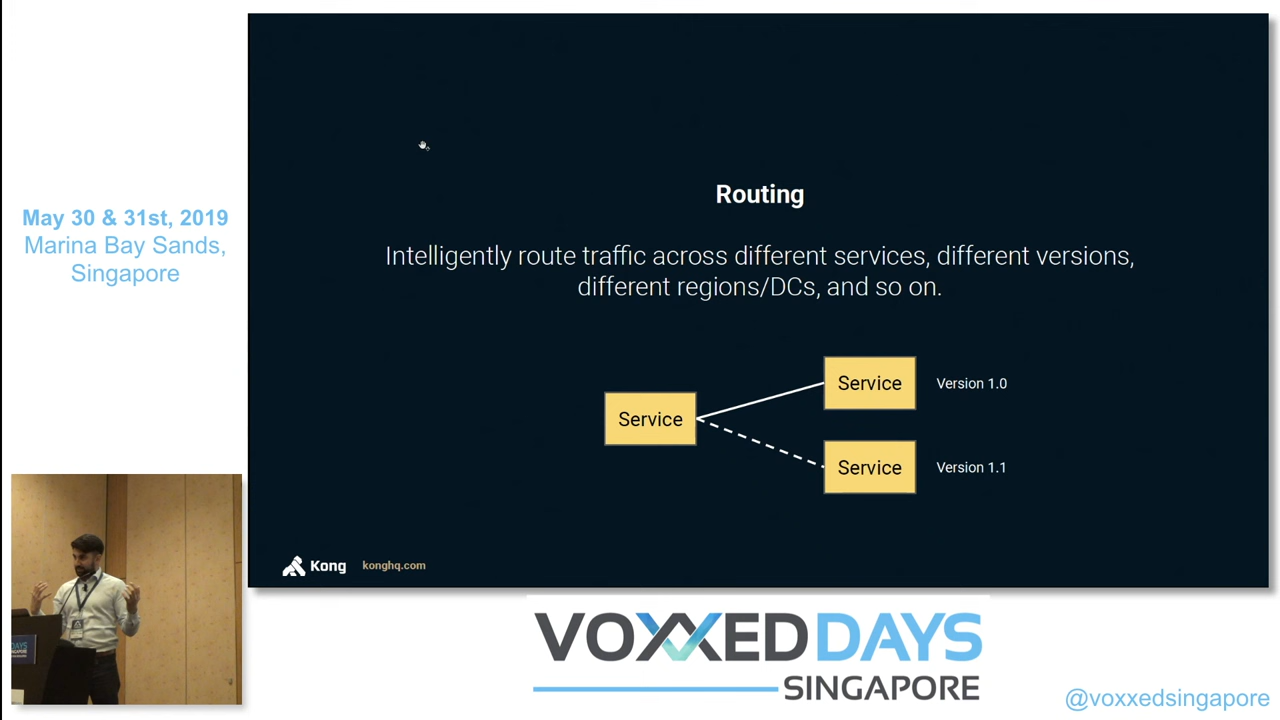 May 30 & 31st, 2019
Marina Bay Sands,
Singapore
Routing
Intelligently route traffic across different services, different versions,
different regions/DCs, and so on.
Service
Service
Version 1.0
Service
Version 1.1
Kong
konghq.com
DAYS
VOXXED DAYS
SINGAPORE
@voxxedsingapore